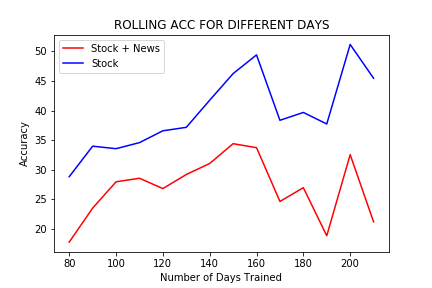 ROLLING ACC FOR DIFFERENT DAYS
Stock + News
Stock
Accuracy
50
45
40
35
30
25
20
80 100 120 140 160 180 200
Number of Days Trained